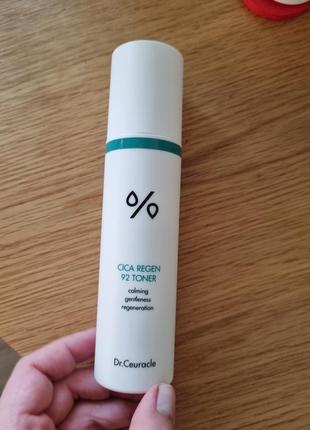 %
CICA REGEN
92 TONER
calming
gentleness
regeneration
Dr.Ceuracle